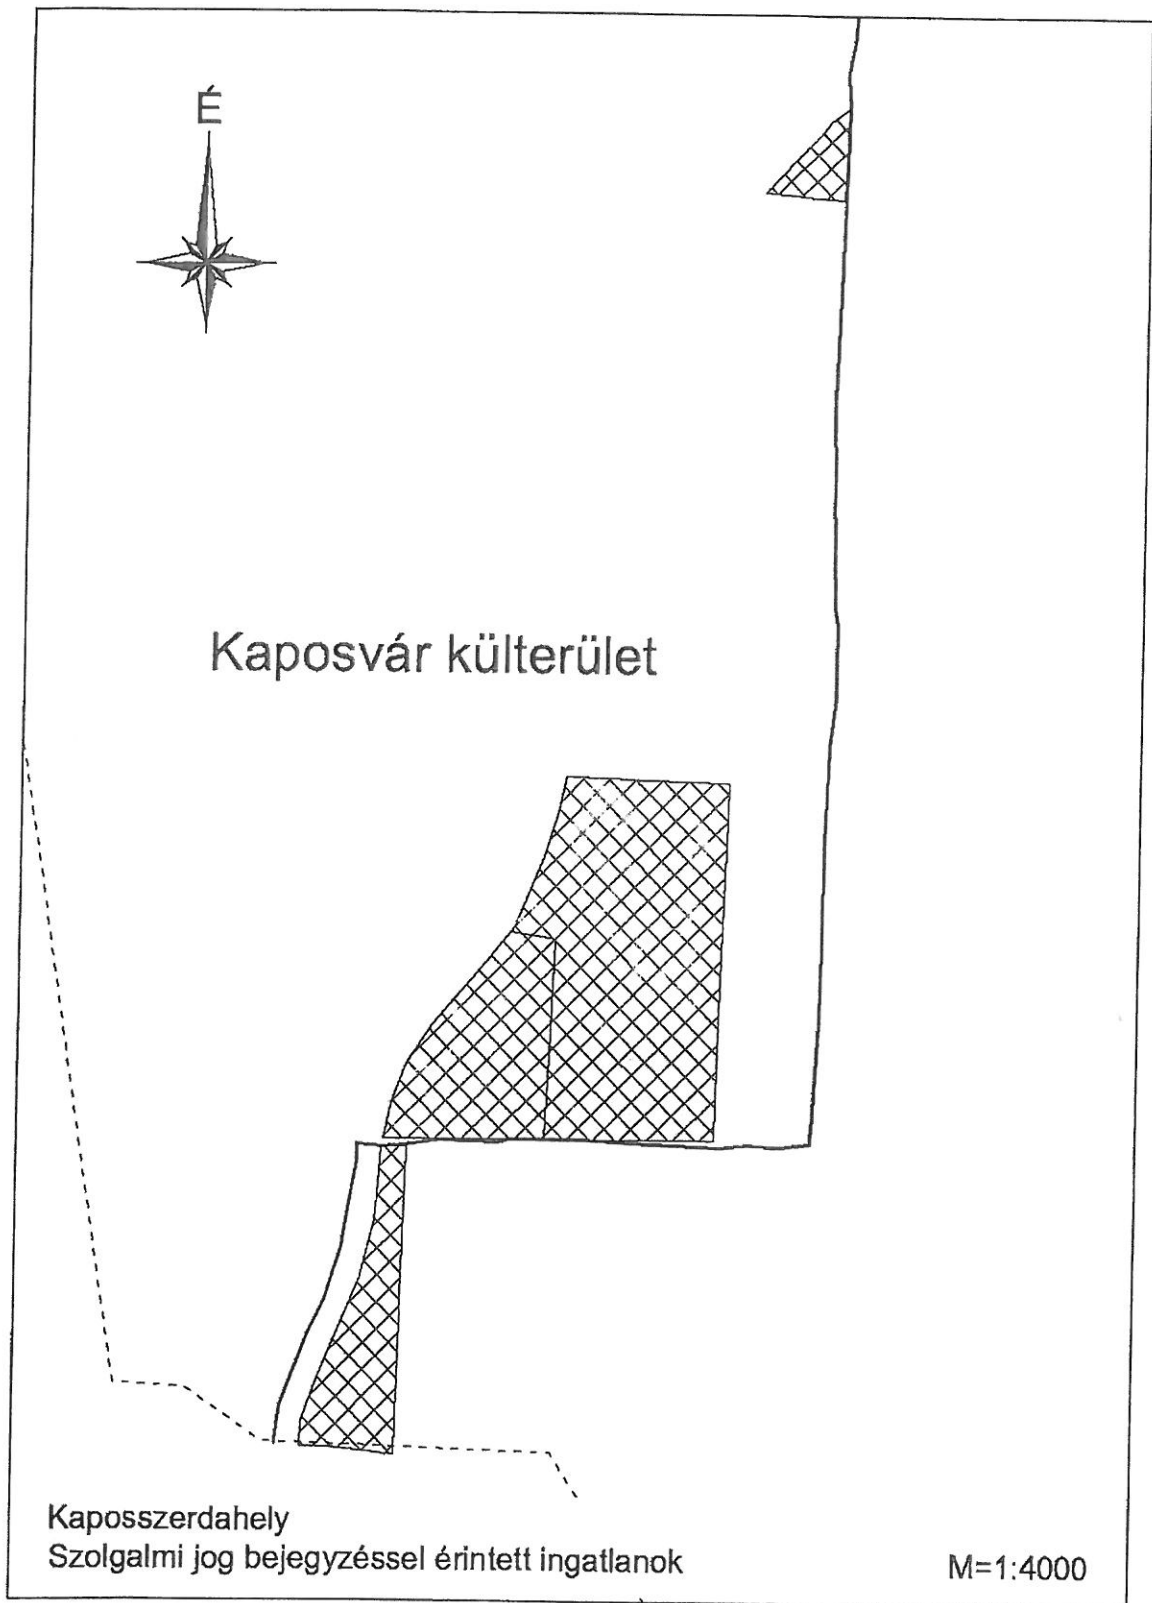 É
Kaposvár külterület
Kaposszerdahely
Szolgalmi jog bejegyzéssel érintett ingatlanok
M=1:4000